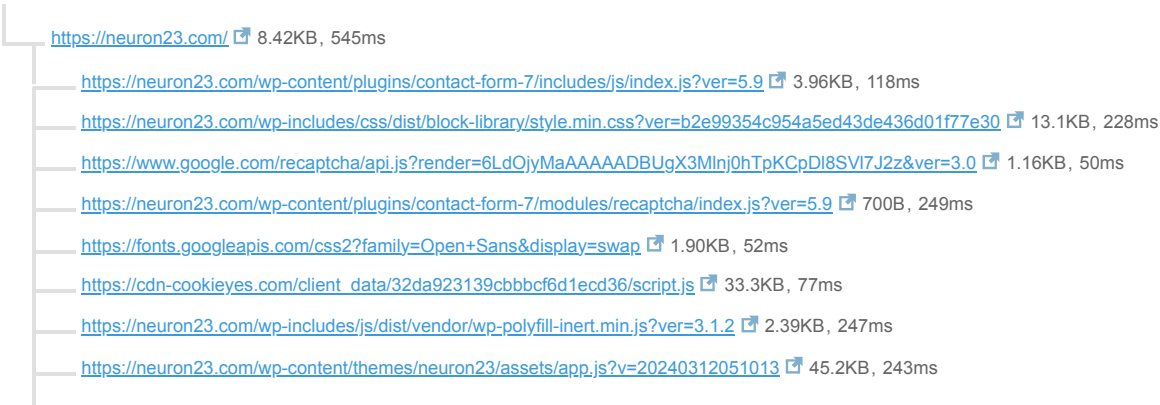 https://neuron23.com/ 8.42KB, 545ms
https://neuron23.com/wp-content/plugins/contact-form-7/includes/js/index.js?ver=5.9 3.96KB, 118ms
https://neuron23.com/wp-includes/css/dist/block-library/style.min.css?ver=b2e99354c954a5ed43de436d01f77e30 13.1KB, 228ms
https://www.google.com/recaptcha/api.js?render=6LdOjyMaAAAAADBUgX3MInj0hTpKCpDl8SVl7J2z&ver=3.0 1.16KB, 50ms
https://neuron23.com/wp-content/plugins/contact-form-7/modules/recaptcha/index.js?ver=5.9 700B, 249ms
https://fonts.googleapis.com/css2?family=Open+Sans&display=swap 1.90KB, 52ms
https://cdn-cookieyes.com/client_data/32da923139cbbbcf6d1ecd36/script.js 33.3KB, 77ms
https://neuron23.com/wp-includes/js/dist/vendor/wp-polyfill-inert.min.js?ver=3.1.2 2.39KB, 247ms
https://neuron23.com/wp-content/themes/neuron23/assets/app.js?v=20240312051013 45.2KB, 243ms